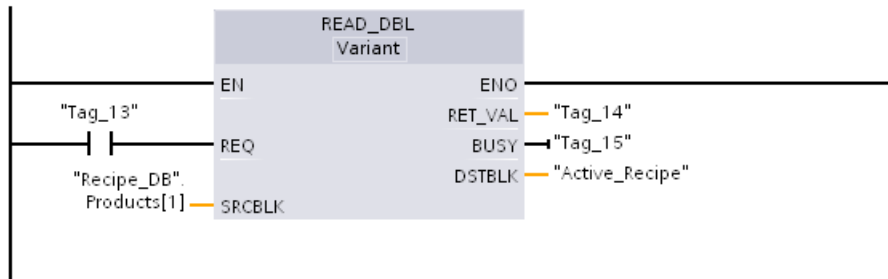 READ_DBL
Variant
EN
ENO
"Tag_13"
RET_VAL
"Tag_14"
REQ
BUSY
"Tag_15"
"Recipe_DB".
Products[1]
DSTBLK
"Active_Recipe"
SRCBLK